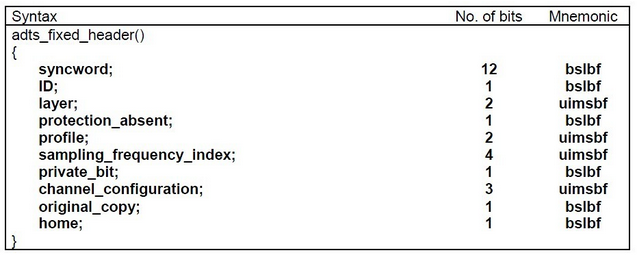 Syntax No. of bits Mnemonic
adts_fixed_header()
{
syncword; 12 bslbf
ID; 1 bslbf
layer; 2 uimsbf
protection_absent; 1 bslbf
profile; 2 uimsbf
sampling_frequency_index; 4 uimsbf
private_bit; 1 bslbf
channel_configuration; 3 uimsbf
original_copy; 1 bslbf
home; 1 bslbf
}